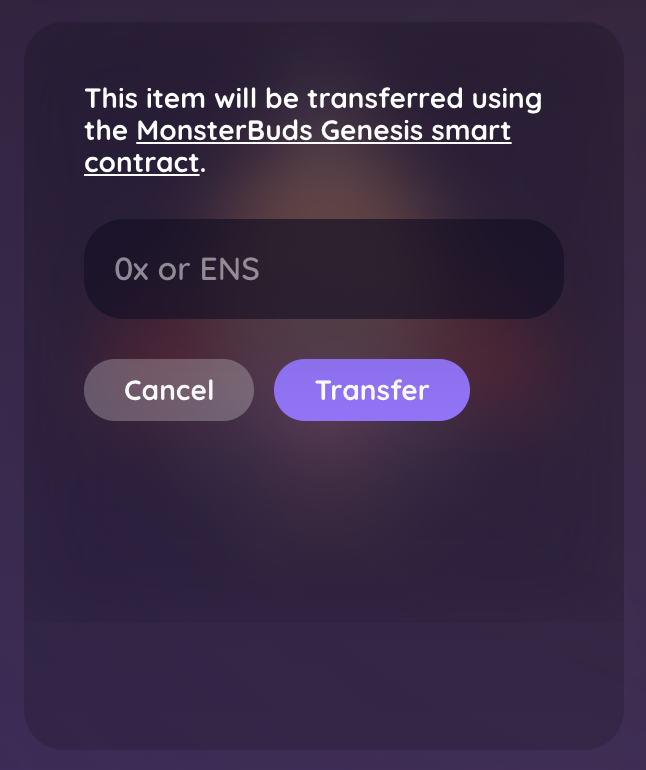 This item will be transferred using
the MonsterBuds Genesis smart
contract.
0x or ENS
Cancel Transfer